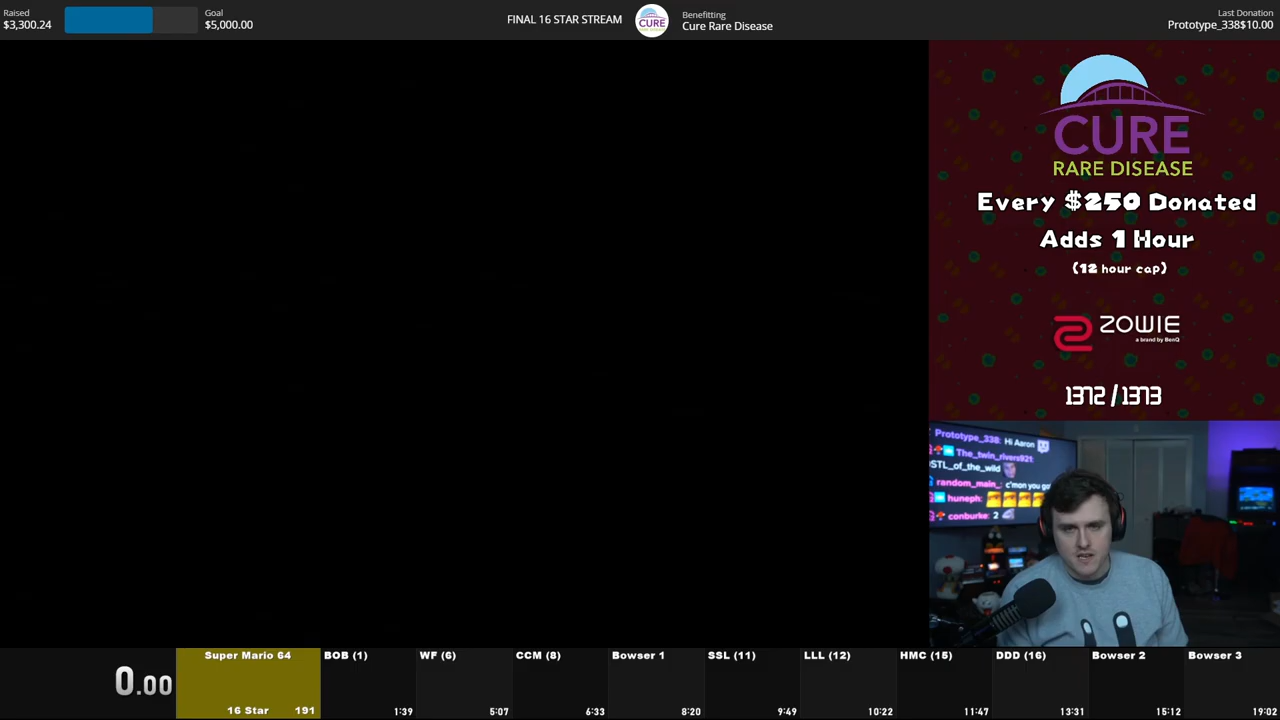 Raised
$3,300.24
Goal
$5,000.00
FINAL 16 STAR STREAM
CURE
Benefitting
Cure Rare Disease
Last Donation
Prototype_338$10.00
CURE
RARE DISEASE
Every $250 Donated
Adds 1 Hour
(12 hour cap)
ZOWIE
a brand by BenQ
1372/1373
Prototype_338: Hi Aaron
The_twin_rivers921:
STL_of_the_wild
random_main_: c'mon you go
huneph:
conburke: 2
0.00
Super Mario 64
16 Star 191
BOB (1)
1:39
WF (6)
5:07
CCM (8)
6:33
Bowser 1
8:20
SSL (11)
9:49
LLL (12)
10:22
HMC (15)
11:47
DDD (16)
13:31
Bowser 2
15:12
Bowser 3
19:02